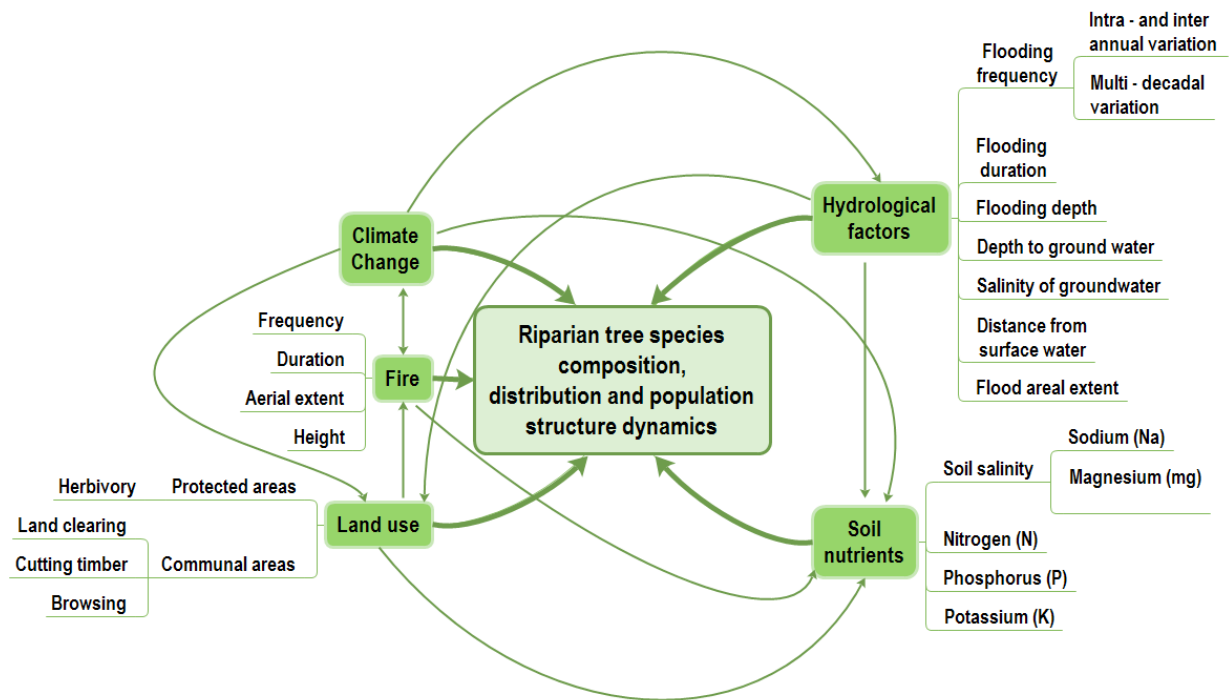 Intra - and inter
annual variation
Flooding
frequency
Multi - decadal
variation
Flooding
duration
Hydrological
factors
Flooding depth
Depth to ground water
Salinity of groundwater
Distance from
surface water
Flood areal extent
Climate
Change
Riparian tree species
composition,
distribution and population
structure dynamics
Frequency
Duration
Fire
Aerial extent
Height
Herbivory
Protected areas
Land use
Land clearing
Cutting timber
Communal areas
Browsing
Soil
nutrients
Soil salinity
Sodium (Na)
Magnesium (mg)
Nitrogen (N)
Phosphorus (P)
Potassium (K)